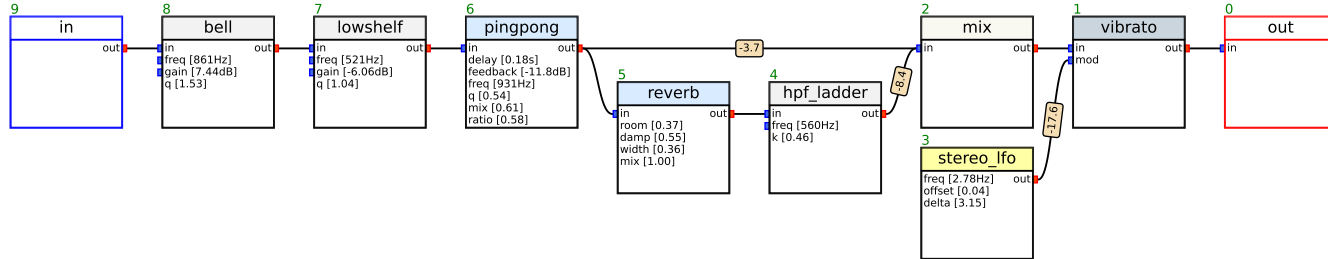 9
in
out
8
bell
in
out
freq [861Hz]
gain [7.44dB]
q [1.53]
7
lowshelf
in
out
freq [521Hz]
gain [-6.06dB]
q [1.04]
6
pingpong
in
out
delay [0.18s]
feedback [-11.8dB]
freq [931Hz]
q [0.54]
mix [0.61]
ratio [0.58]
-3.7
5
reverb
in
out
room [0.37]
damp [0.55]
width [0.36]
mix [1.00]
4
hpf_ladder
in
out
freq [560Hz]
k [0.46]
-8.4
2
mix
in
out
3
stereo_lfo
freq [2.78Hz]
out
offset [0.04]
delta [3.15]
-17.6
1
vibrato
in
out
mod
0
out
in